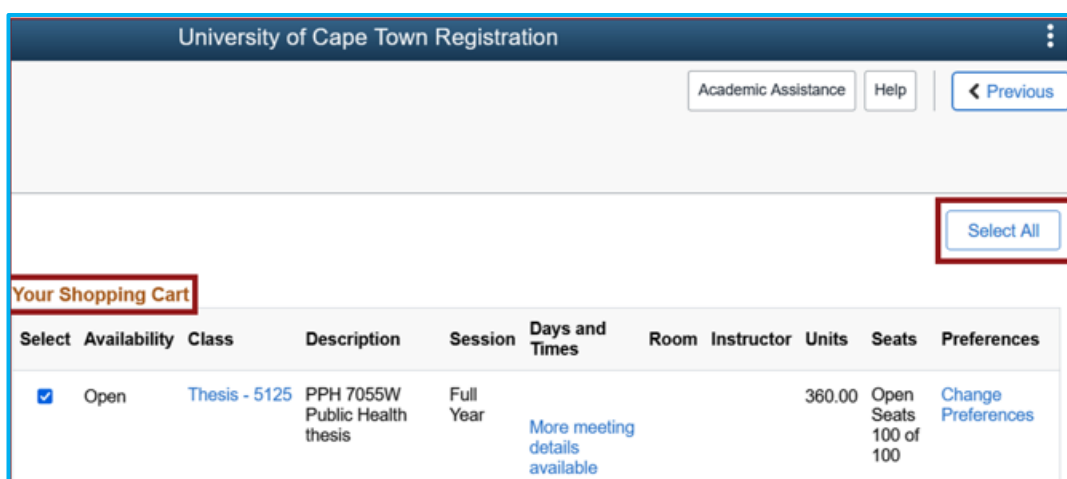 University of Cape Town Registration
Academic Assistance Help Previous
Select All
Your Shopping Cart
Select Availability Class Description Session Days and Times Room Instructor Units Seats Preferences
Open Thesis - 5125 PPH 7055W Full 360.00 Open Change
Public Health Year Seats Preferences
thesis More meeting 100 of
details 100
available